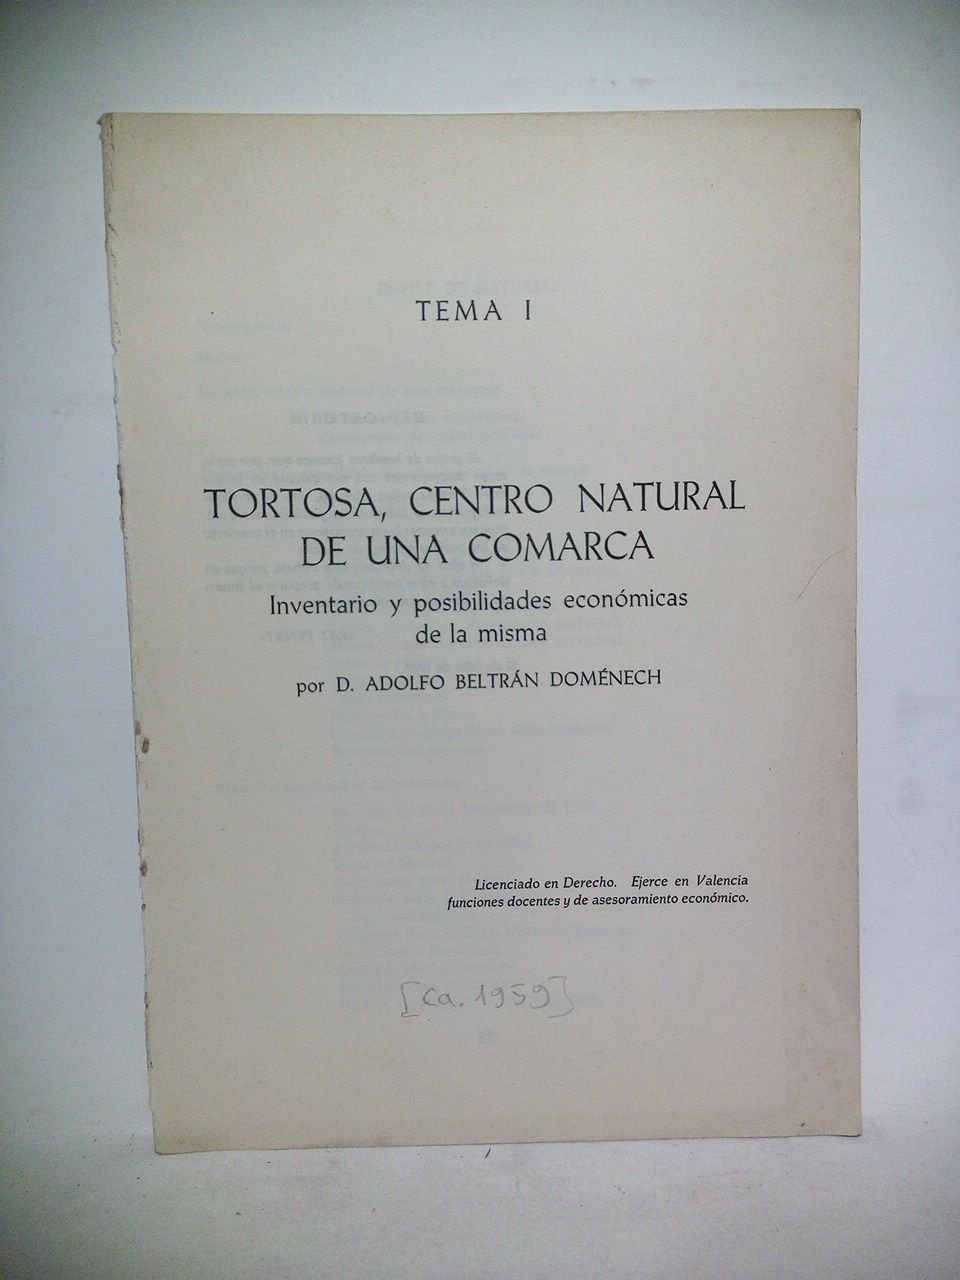 TEMA I
TORTOSA, CENTRO NATURAL
DE UNA COMARCA
Inventario y posibilidades económicas
de la misma
por D. ADOLFO BELTRÁN DOMÉNECH
Licenciado en Derecho. Ejerce en Valencia
funciones docentes y de asesoramiento económico.
[ca. 1959]